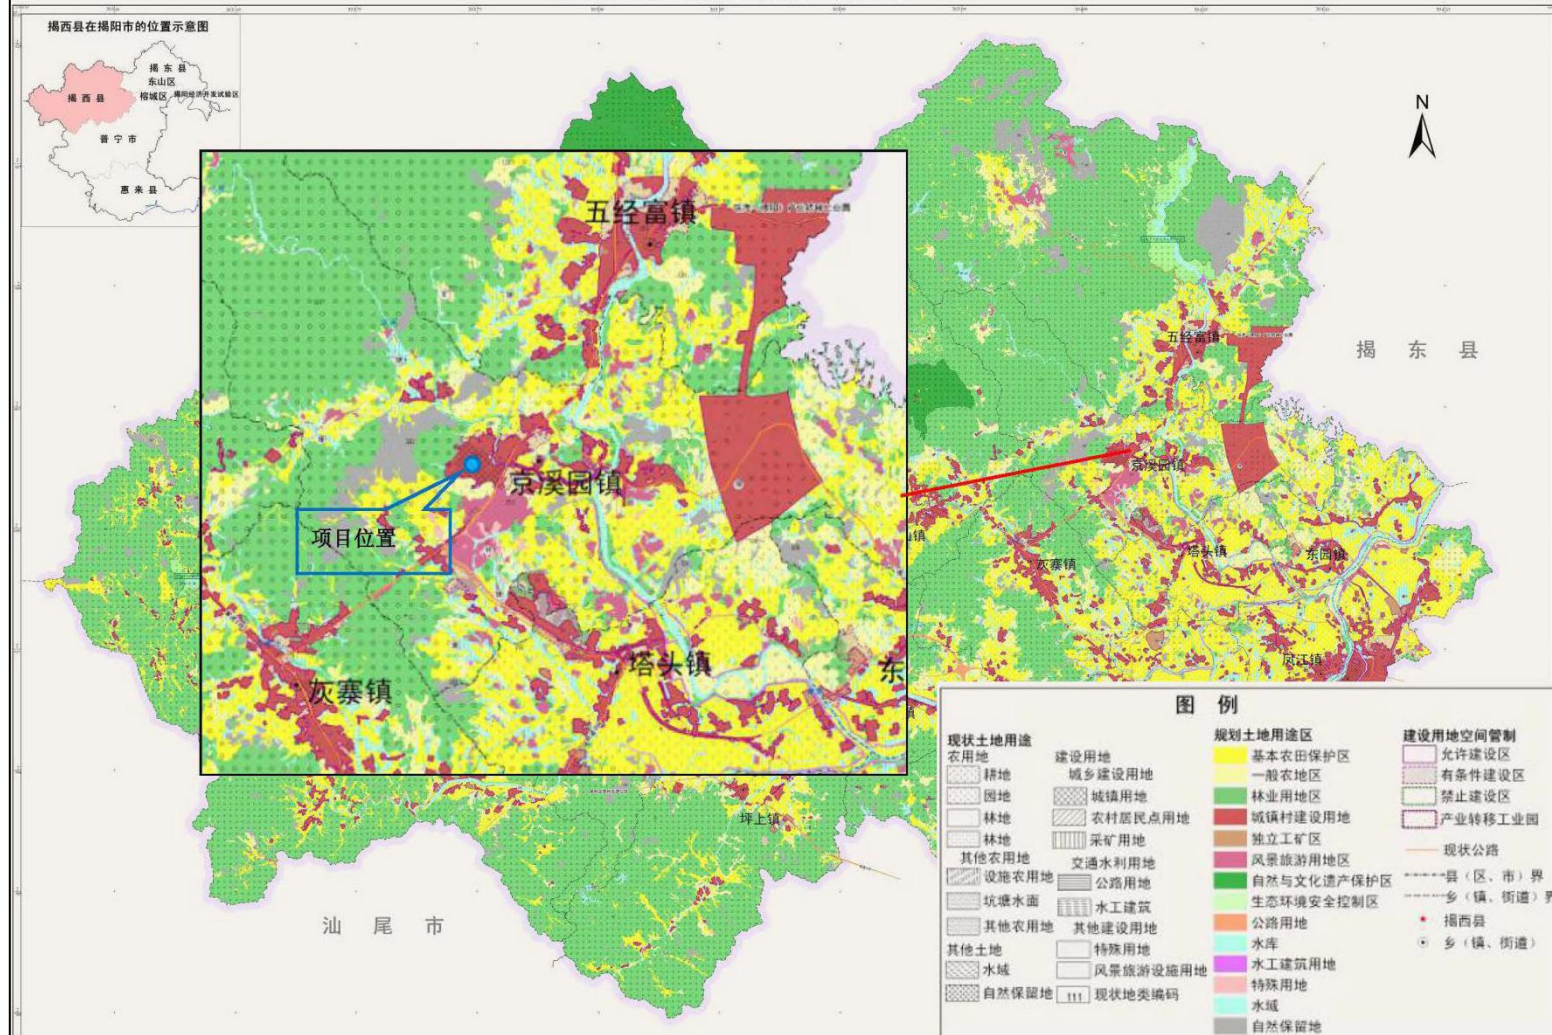 揭西县在揭阳市的位置示意图
揭东县
东山区
揭西县
榕城区
揭阳经济开发试验区
普宁市
惠来县
N
五经富镇
京溪园镇
项目位置
塔头镇
灰寨镇
东
揭东县
五经富镇
京溪园镇
灰寨镇
塔头镇
东园镇
凤江镇
坪上镇
汕尾市
图例
现状土地用途
农用地
耕地
园地
林地
林地
其他农用地
设施农用地
坑塘水面
其他农用地
其他土地
水域
自然保留地
建设用地
城乡建设用地
城镇用地
农村居民点用地
采矿用地
交通水利用地
公路用地
水工建筑
其他建设用地
特殊用地
风景旅游设施用地
111 现状地类编码
规划土地用途区
基本农田保护区
一般农地区
林业用地区
城镇村建设用地
独立工矿区
风景旅游用地区
自然与文化遗产保护区
生态环境安全控制区
公路用地
水库
水工建筑用地
特殊用地
水域
自然保留地
建设用地空间管制
允许建设区
有条件建设区
禁止建设区
产业转移工业园
现状公路
县（区、市）界
乡（镇、街道）界
揭西县
乡（镇、街道）